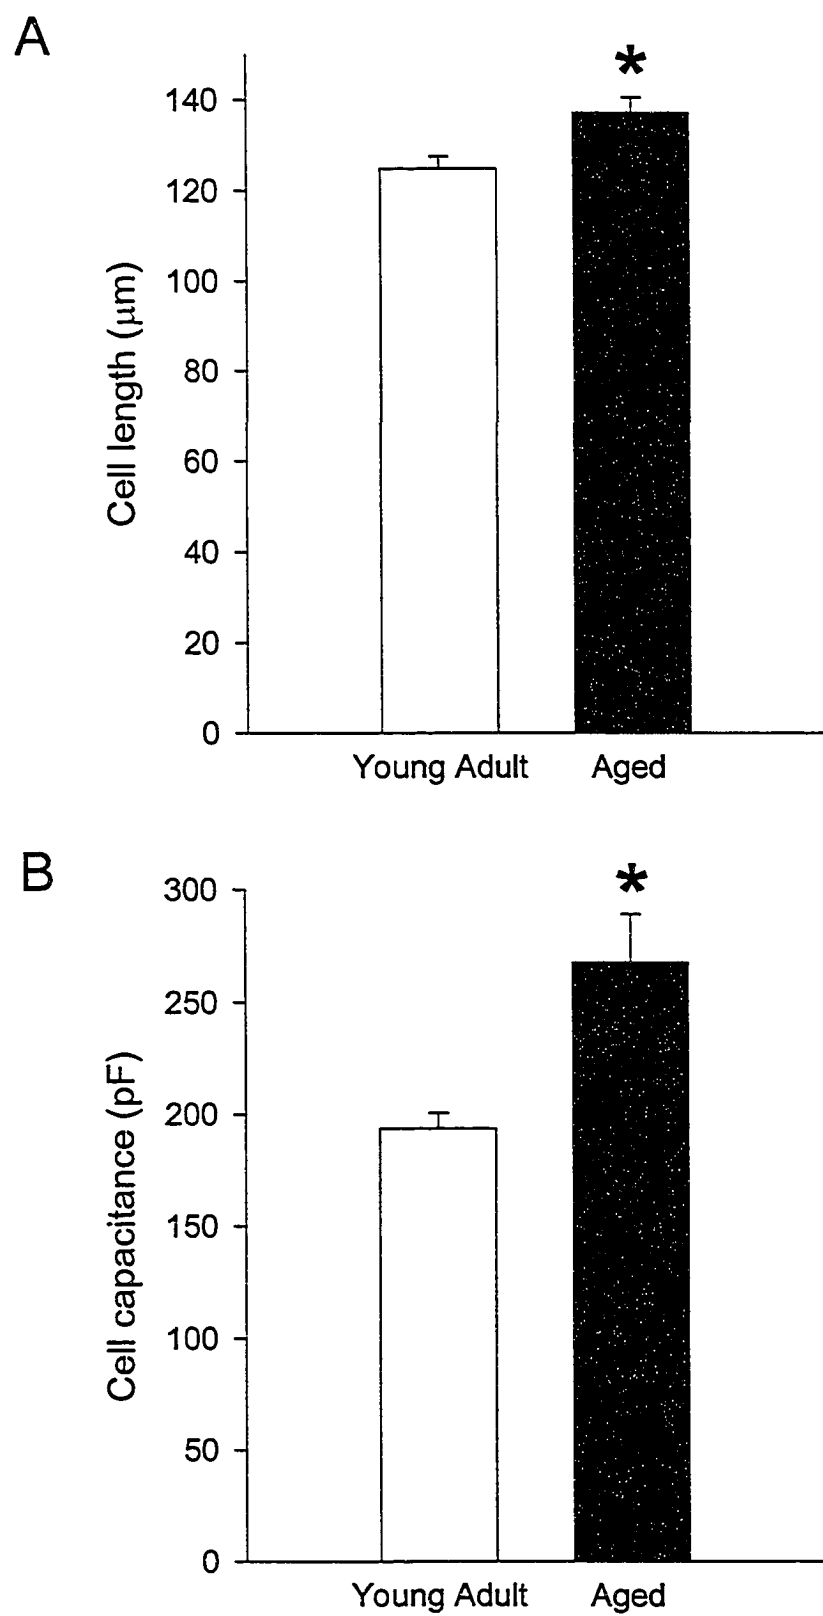 A
*
140
120
100
80
60
40
20
0
Cell length (μm)
Young Adult Aged
B
*
300
250
200
150
100
50
0
Cell capacitance (pF)
Young Adult Aged